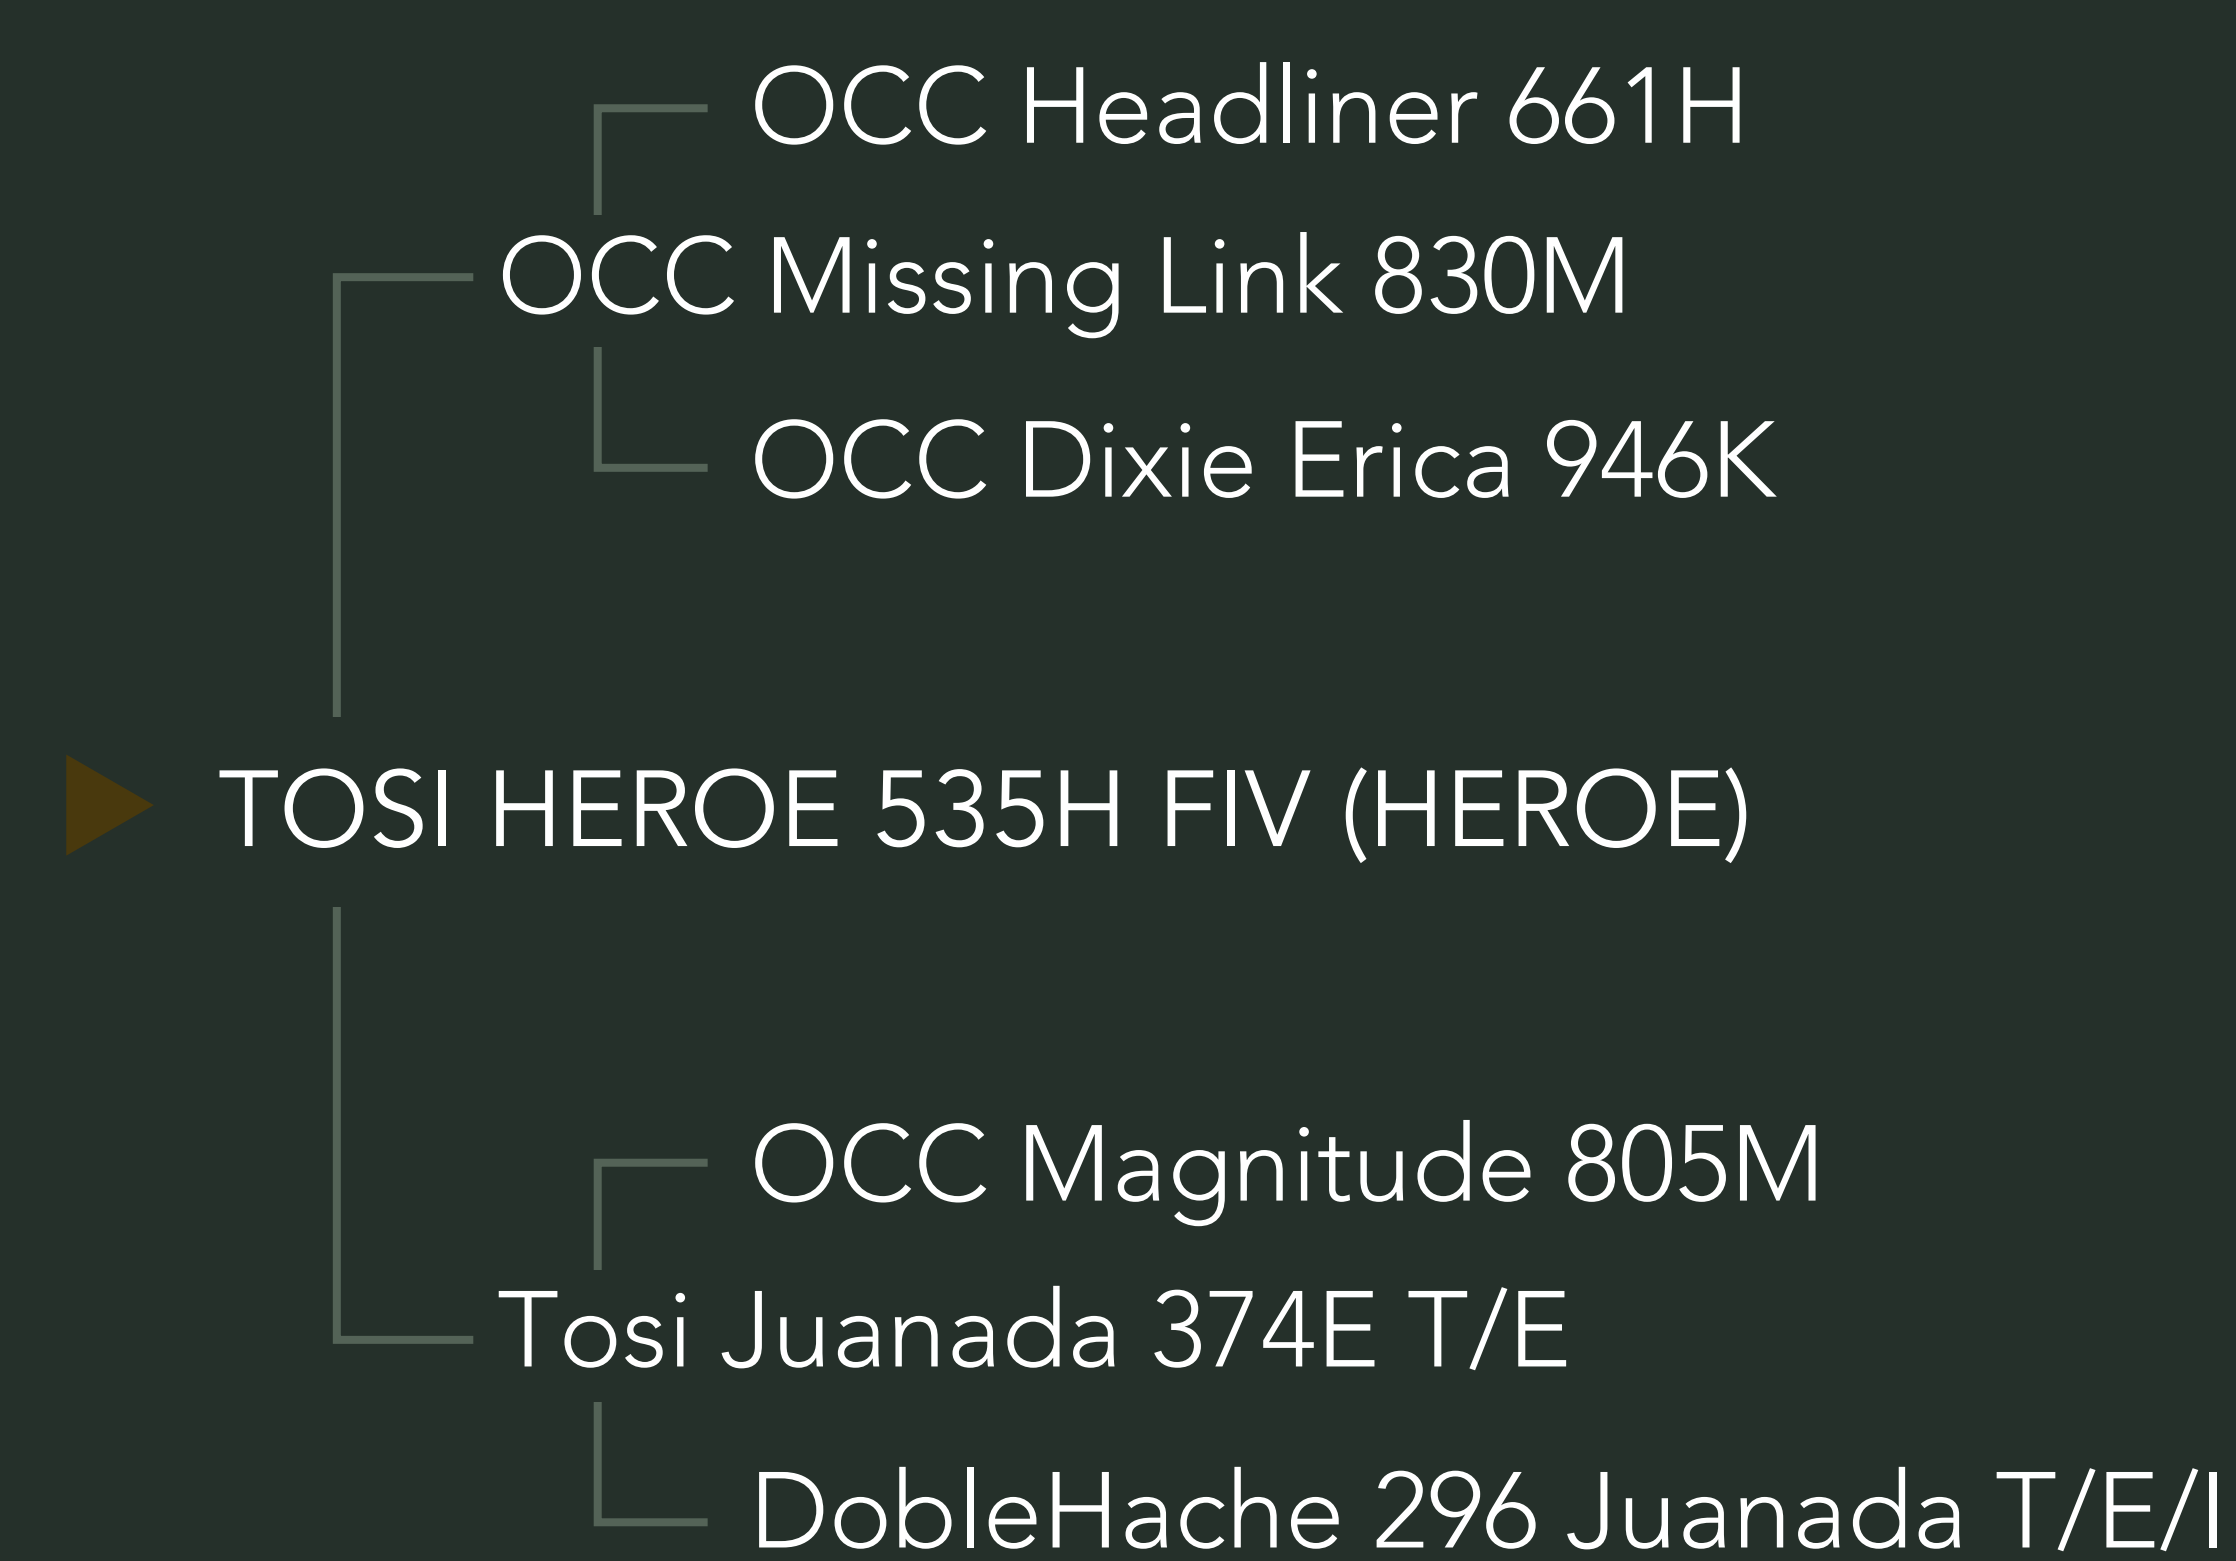 OCC Headliner 661H
OCC Missing Link 830M
OCC Dixie Erica 946K
TOSI HEROE 535H FIV (HEROE)
OCC Magnitude 805M
Tosi Juanada 374E T/E
DobleHache 296 Juanada T/E/I